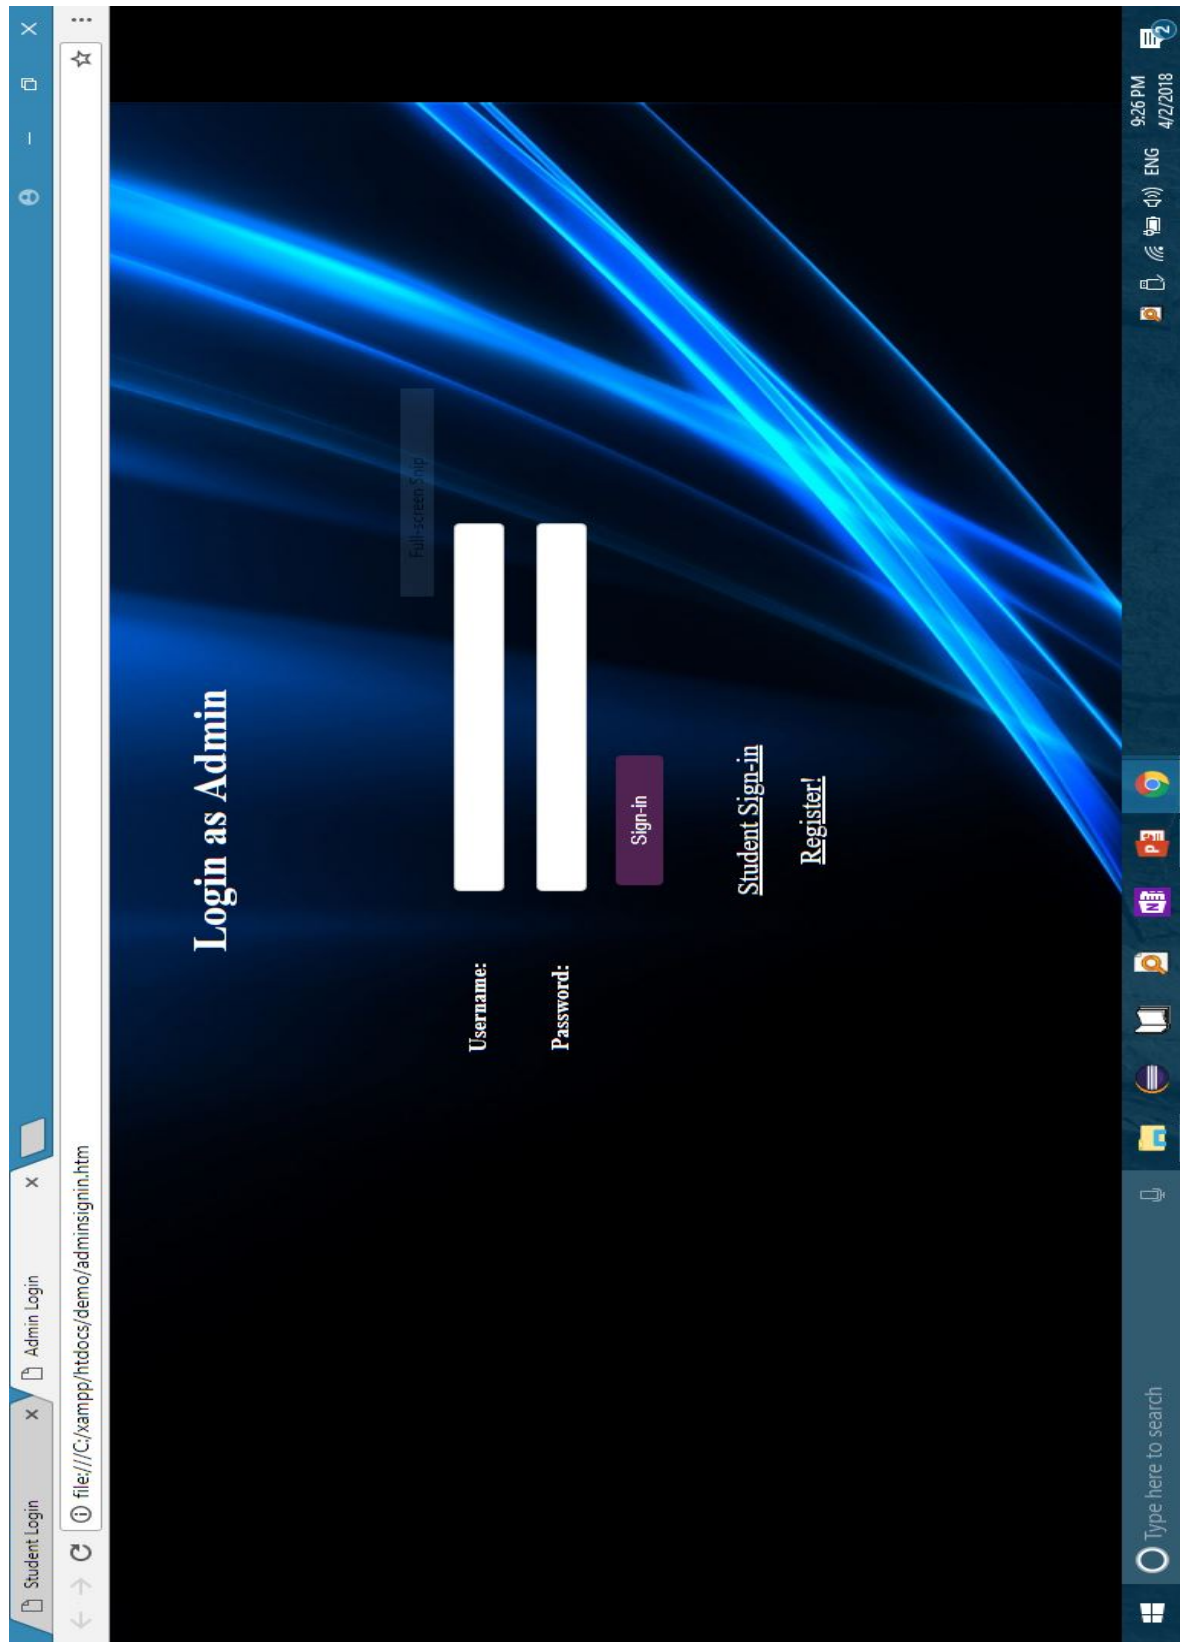 Student Login
Admin Login
file:///C:/xampp/htdocs/demo/adminsignin.htm
Login as Admin
Full-screen Snip
Username:
Password:
Sign-in
Student Sign-in
Register!
Type here to search
ENG
9:26 PM
4/2/2018
2